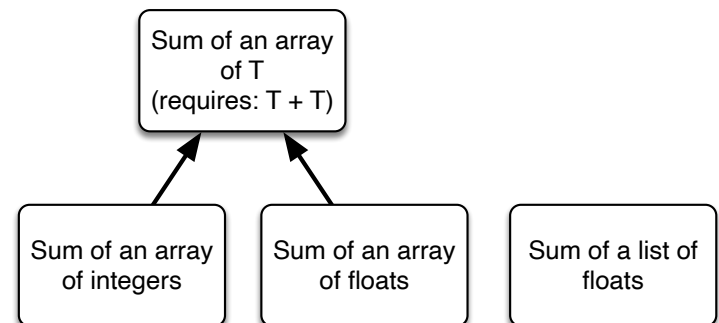 Sum of an array
of T
(requires: T + T)
Sum of an array
of integers
Sum of an array
of floats
Sum of a list of
floats